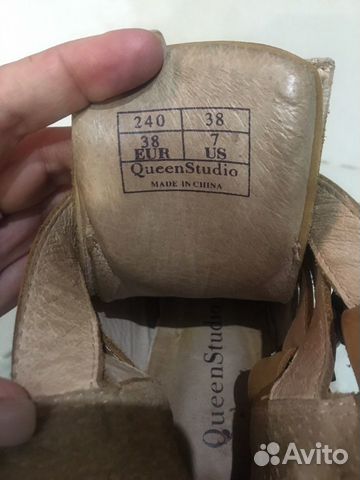 240 38
38 7
EUR US
QueenStudio
MADE IN CHINA
QueenStudio
Avito